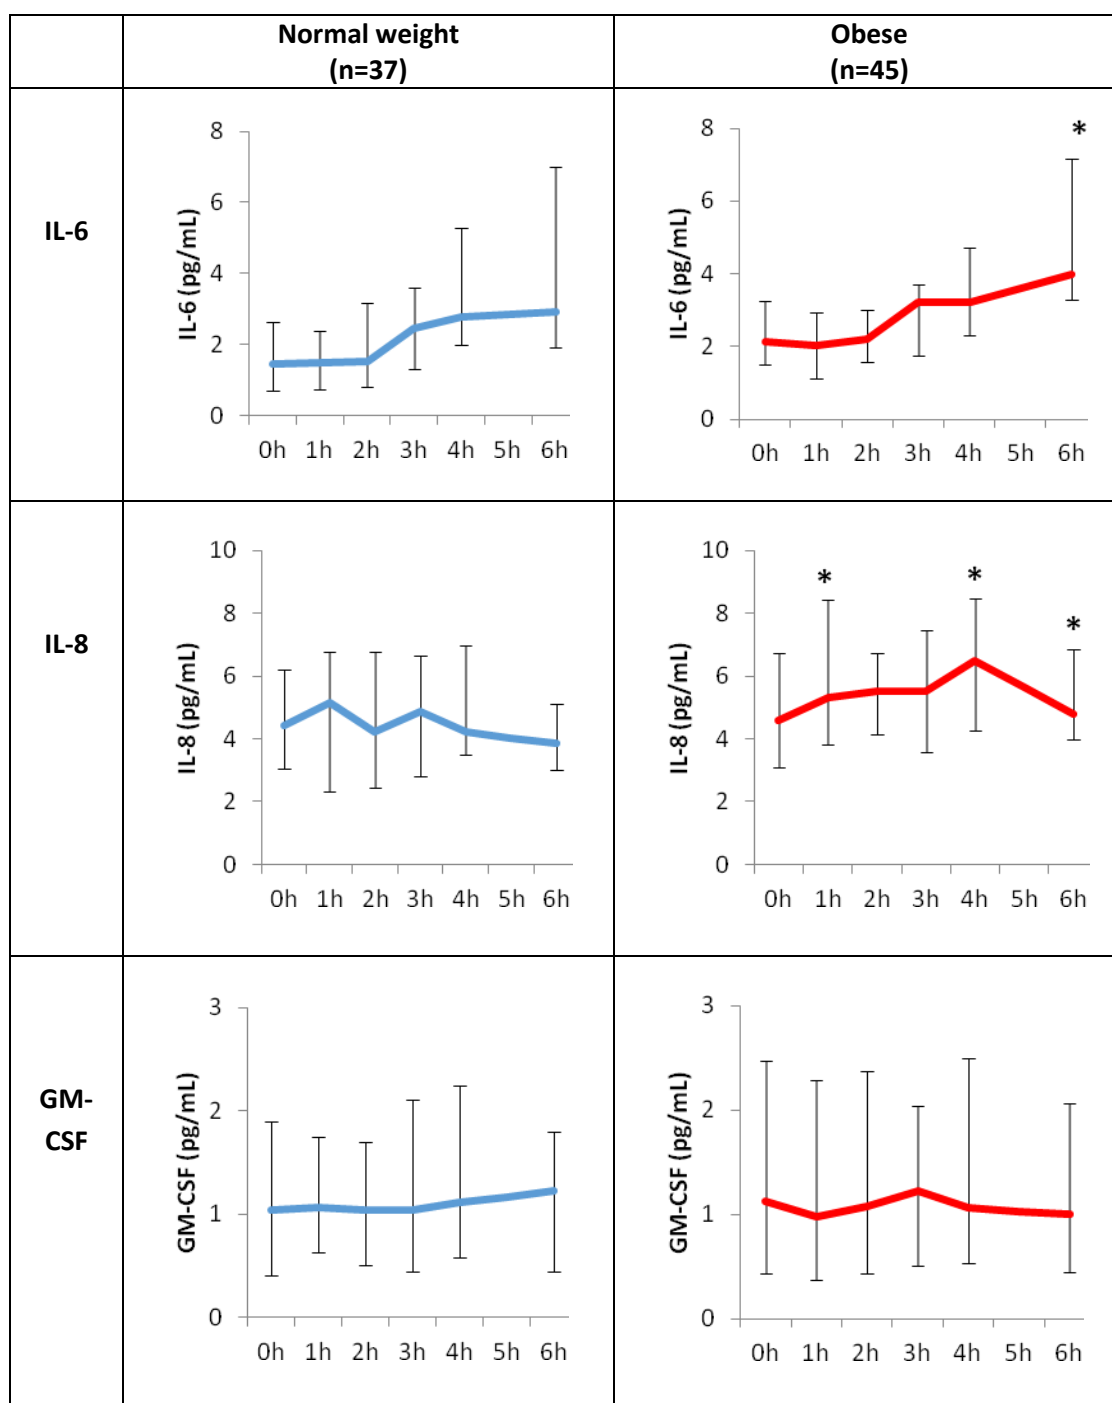 Normal weight
(n=37)
Obese
(n=45)
IL-6
IL-6 (pg/mL)
8
6
4
2
0
0h 1h 2h 3h 4h 5h 6h
IL-6 (pg/mL)
8
6
4
2
0
*
0h 1h 2h 3h 4h 5h 6h
IL-8
IL-8 (pg/mL)
10
8
6
4
2
0
0h 1h 2h 3h 4h 5h 6h
IL-8 (pg/mL)
10
8
6
4
2
0
* * *
0h 1h 2h 3h 4h 5h 6h
GM-
CSF
GM-CSF (pg/mL)
3
2
1
0
0h 1h 2h 3h 4h 5h 6h
GM-CSF (pg/mL)
3
2
1
0
0h 1h 2h 3h 4h 5h 6h